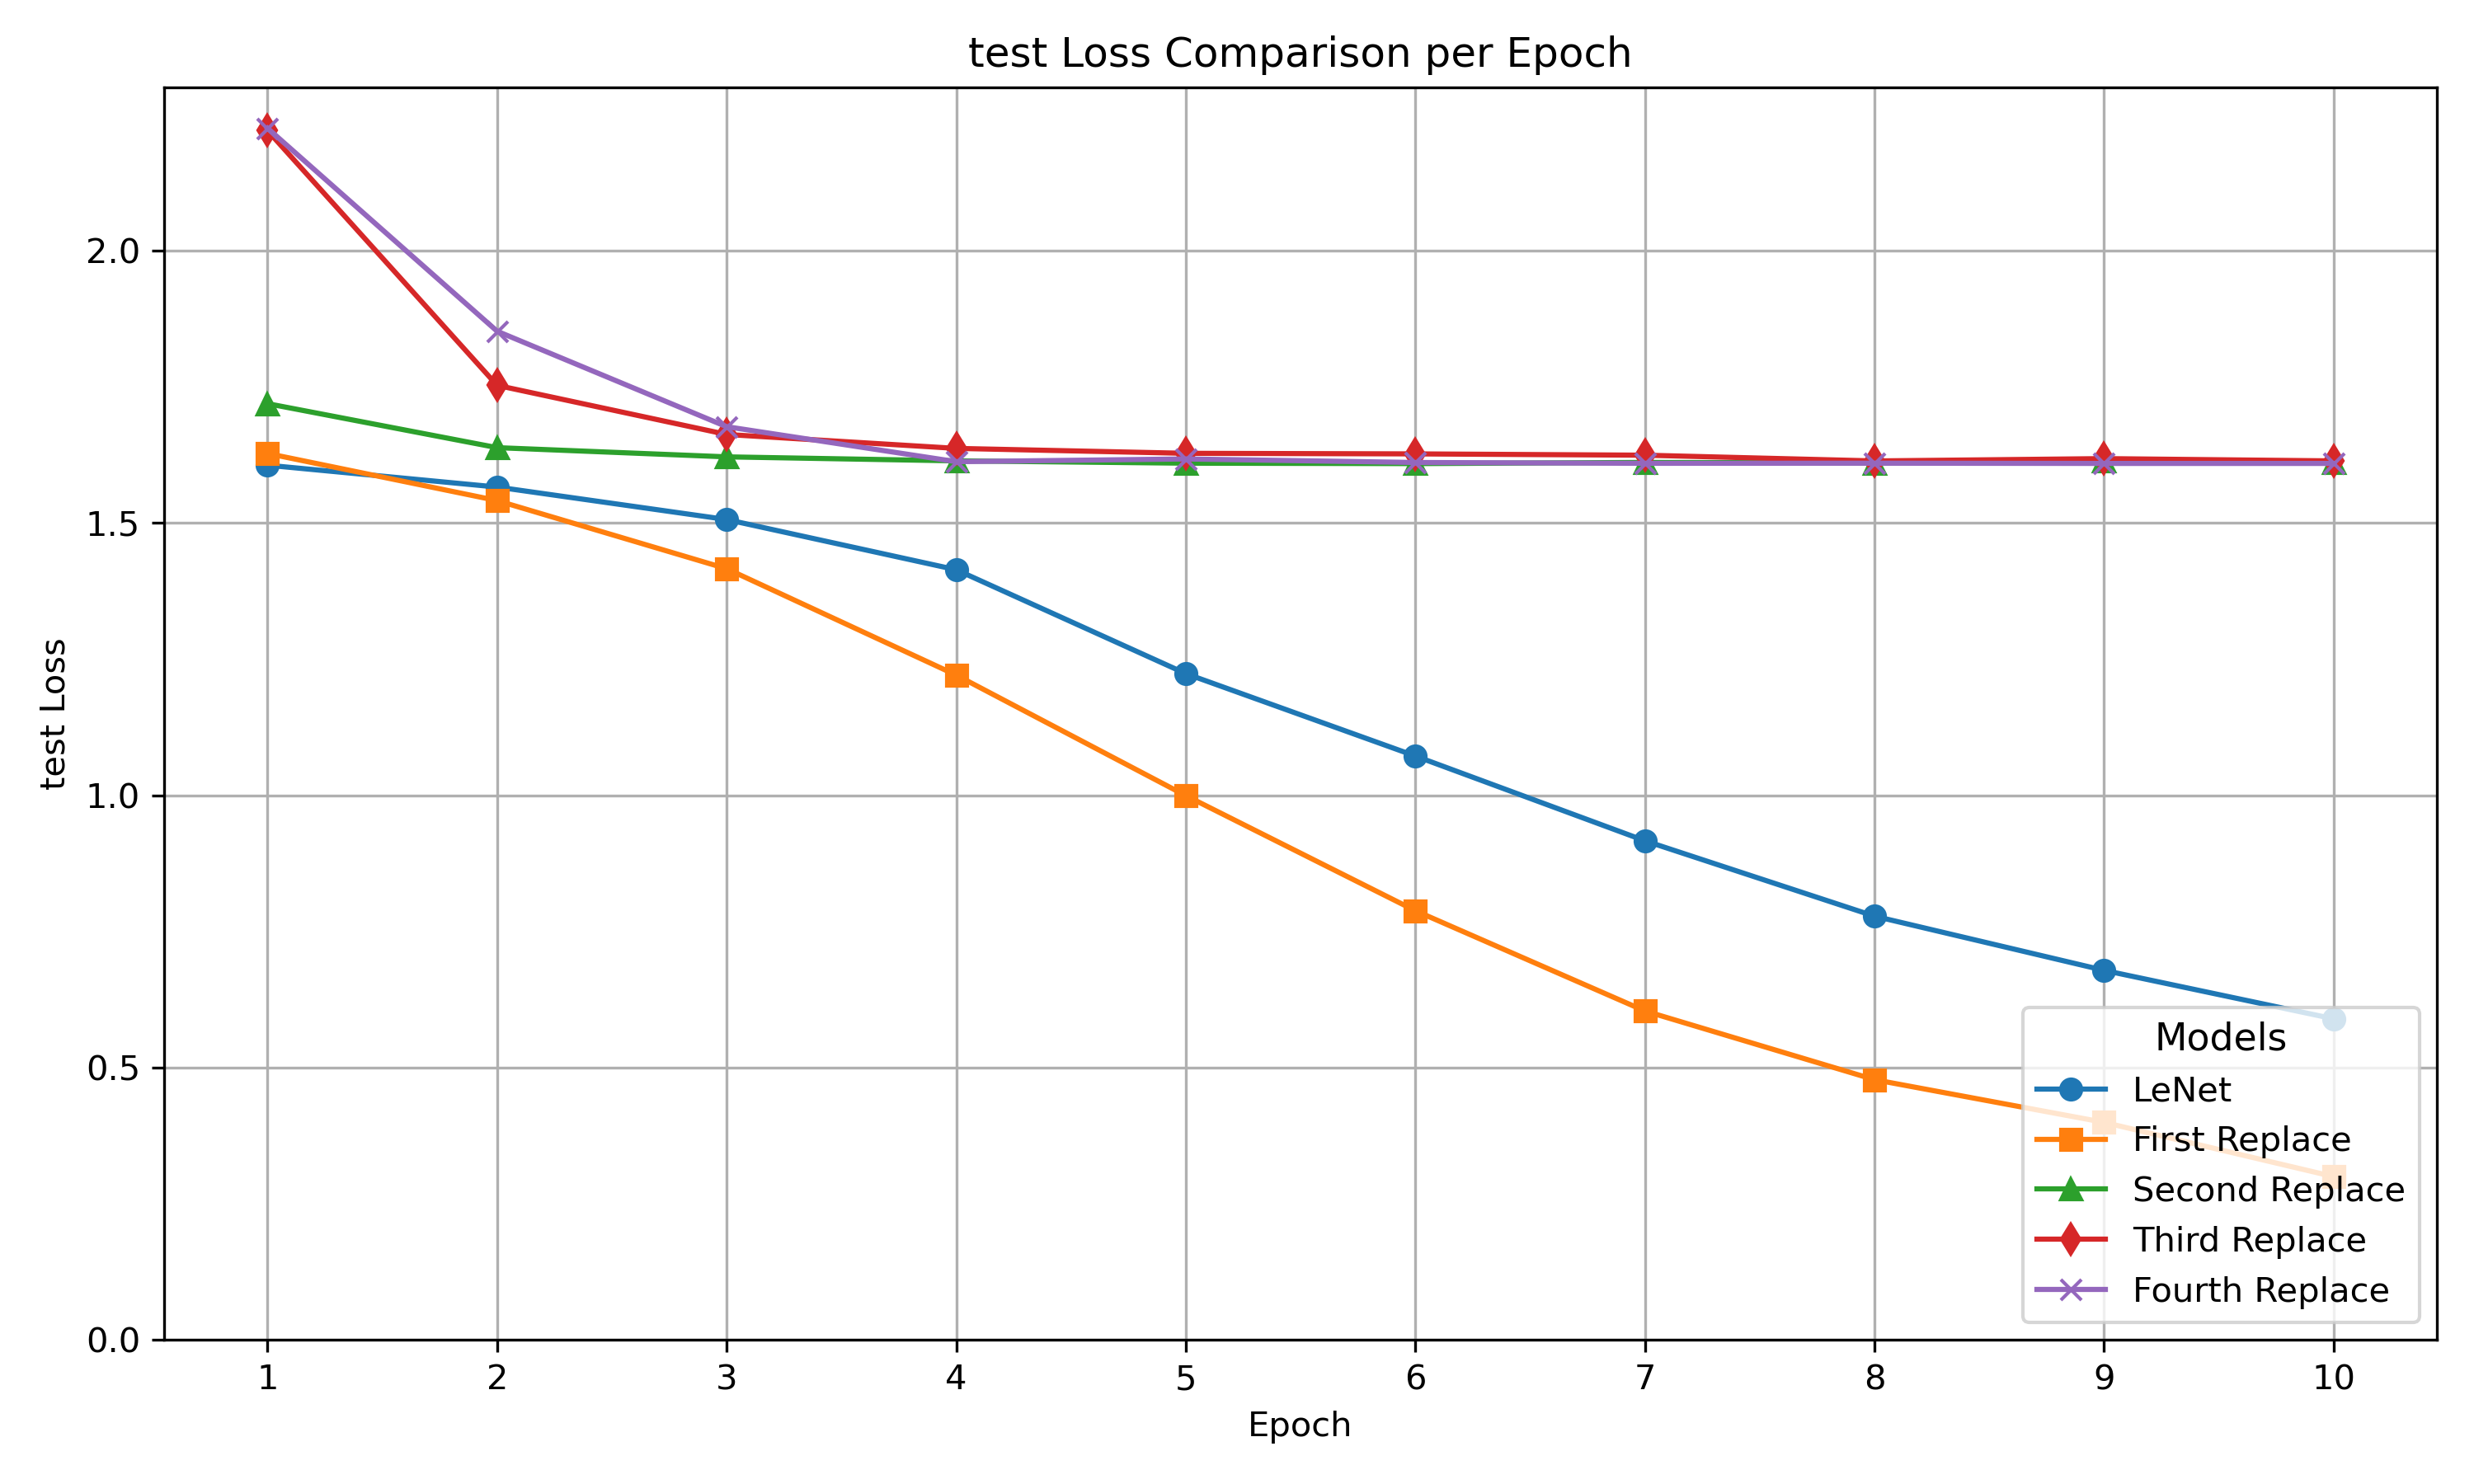 test Loss Comparison per Epoch
test Loss
2.0
1.5
1.0
0.5
0.0
1 2 3 4 5 6 7 8 9 10
Epoch
Models
LeNet
First Replace
Second Replace
Third Replace
Fourth Replace